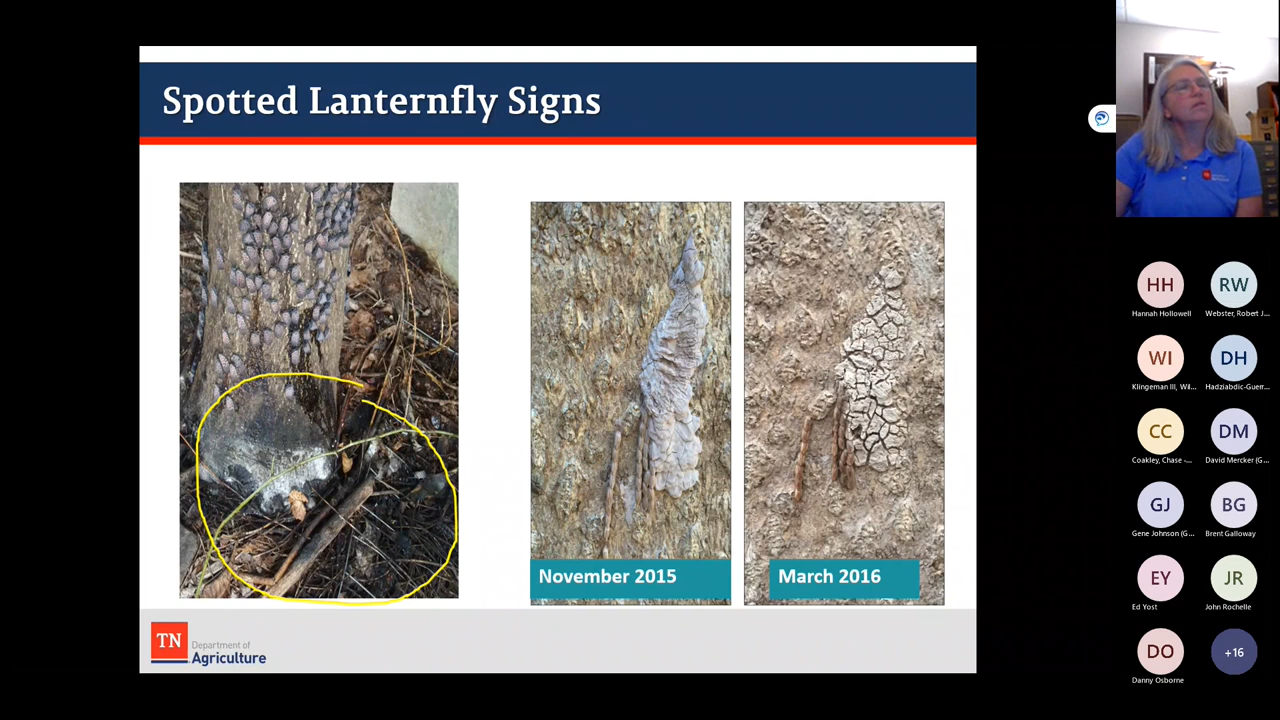 Spotted Lanternfly Signs
November 2015
March 2016
TN
Department of
Agriculture
TN
HH
Hannah Hollowell
RW
Webster, Robert J...
WI
Klingeman III, Wil...
DH
Hadziabdic-Guerr...
CC
Coakley, Chase -...
DM
David Mercker (G...
GJ
Gene Johnson (G...
BG
Brent Galloway
EY
Ed Yost
JR
John Rochelle
DO
Danny Osborne
+16